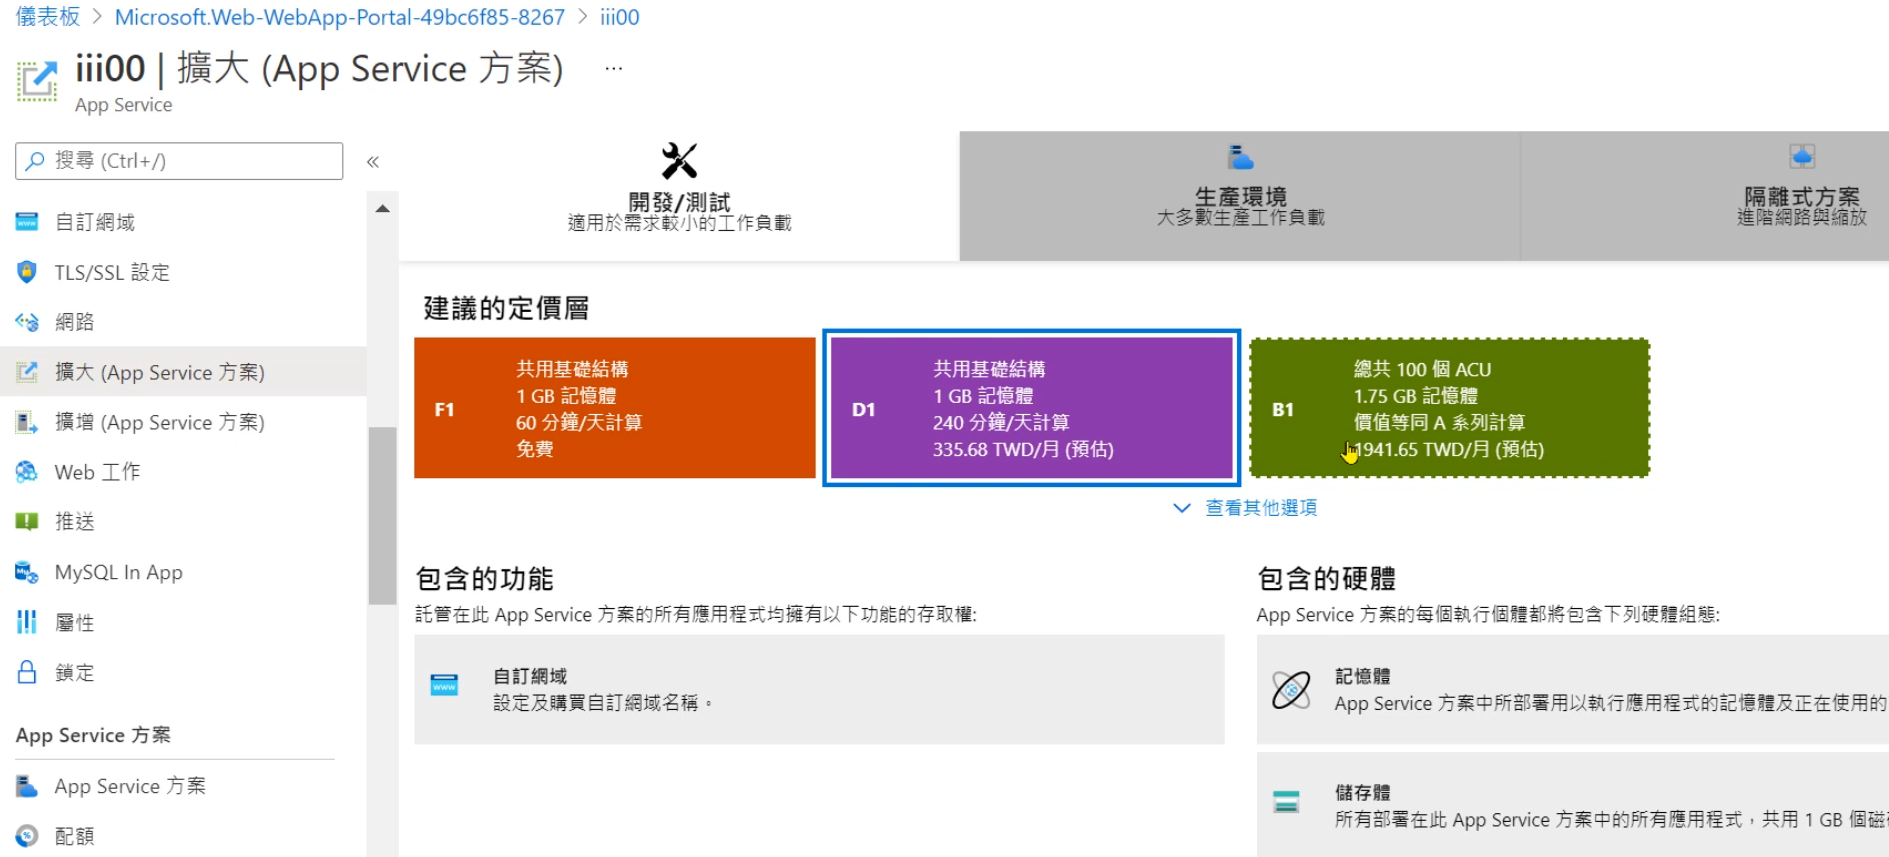 儀表板 > Microsoft.Web-WebApp-Portal-49bc6f85-8267 > iii00
iii00 | 擴大 (App Service 方案) ...
App Service
搜尋 (Ctrl+/)
«
自訂網域
TLS/SSL 設定
網路
擴大 (App Service 方案)
擴增 (App Service 方案)
Web 工作
推送
MySQL In App
屬性
鎖定
App Service 方案
App Service 方案
配額
開發/測試
適用於需求較小的工作負載
生產環境
大多數生產工作負載
隔離式方案
進階網路與縮放
建議的定價層
F1
共用基礎結構
1 GB 記憶體
60 分鐘/天計算
免費
D1
共用基礎結構
1 GB 記憶體
240 分鐘/天計算
335.68 TWD/月 (預估)
B1
總共 100 個 ACU
1.75 GB 記憶體
價值等同 A 系列計算
1941.65 TWD/月 (預估)
查看其他選項
包含的功能
託管在此 App Service 方案的所有應用程式均擁有以下功能的存取權:
自訂網域
設定及購買自訂網域名稱。
包含的硬體
App Service 方案的每個執行個體都將包含下列硬體組態:
記憶體
App Service 方案中所部署用以執行應用程式的記憶體及正在使用的
儲存體
所有部署在此 App Service 方案中的所有應用程式，共用 1 GB 個磁